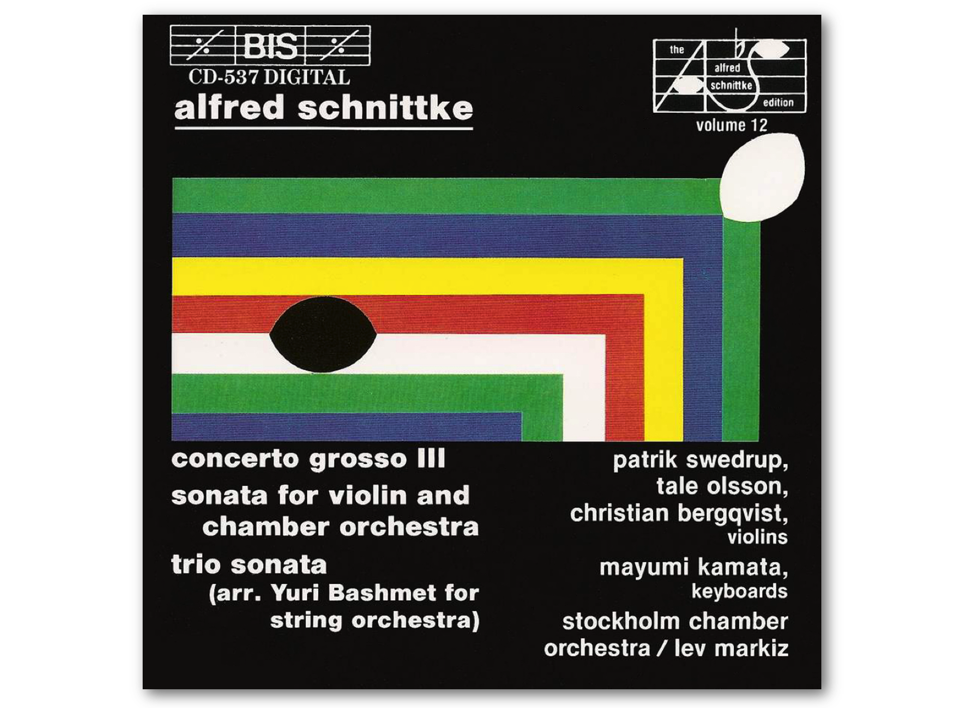 BIS
CD-537 DIGITAL
alfred schnittke
the
alfred
schnittke
edition
volume 12
concerto grosso III
sonata for violin and
chamber orchestra
trio sonata
(arr. Yuri Bashmet for
string orchestra)
patrik swedrup,
tale olsson,
christian bergqvist,
violins
mayumi kamata,
keyboards
stockholm chamber
orchestra / lev markiz